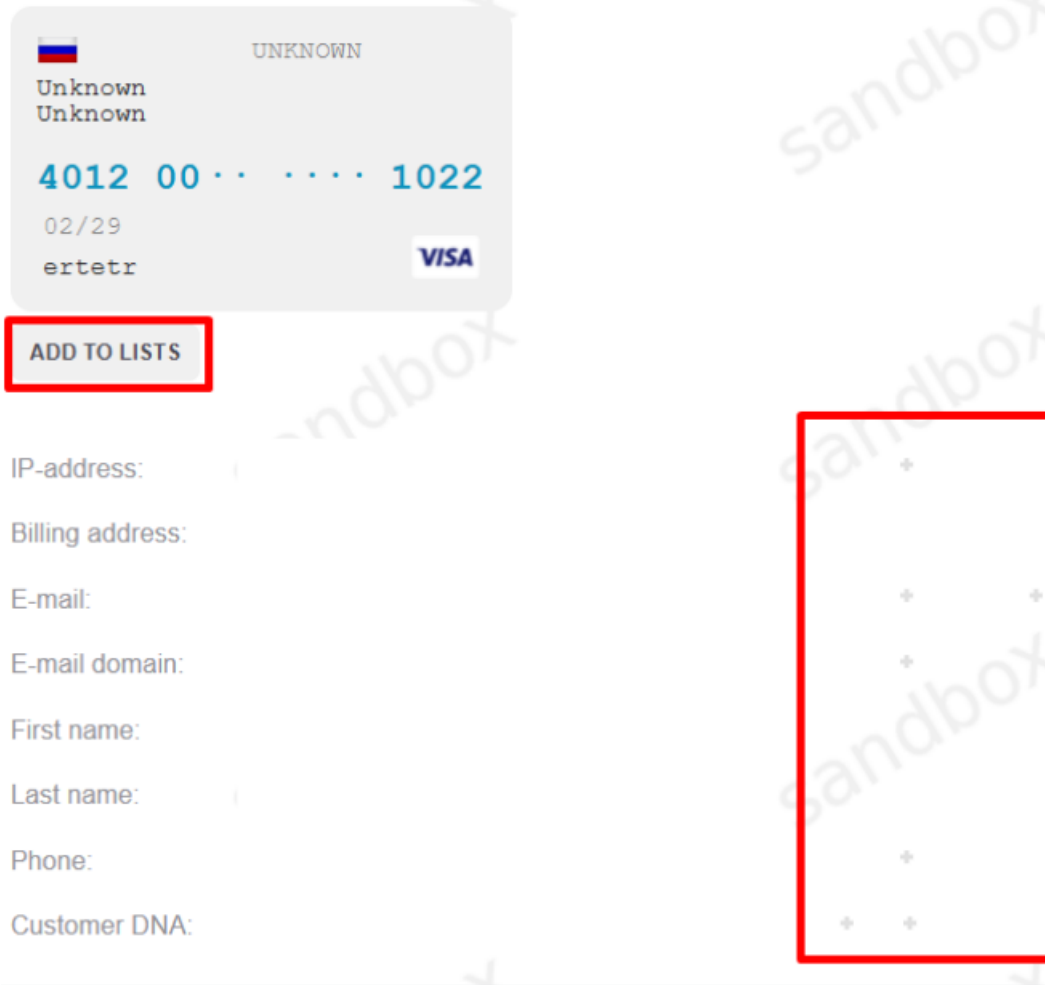 UNKNOWN
Unknown
Unknown
4012 00·· ···· 1022
02/29
ertetr
VISA
ADD TO LISTS
IP-address:
Billing address:
E-mail:
E-mail domain:
First name:
Last name:
Phone:
Customer DNA:
sandbox
sandbox
ndbox
sandbox